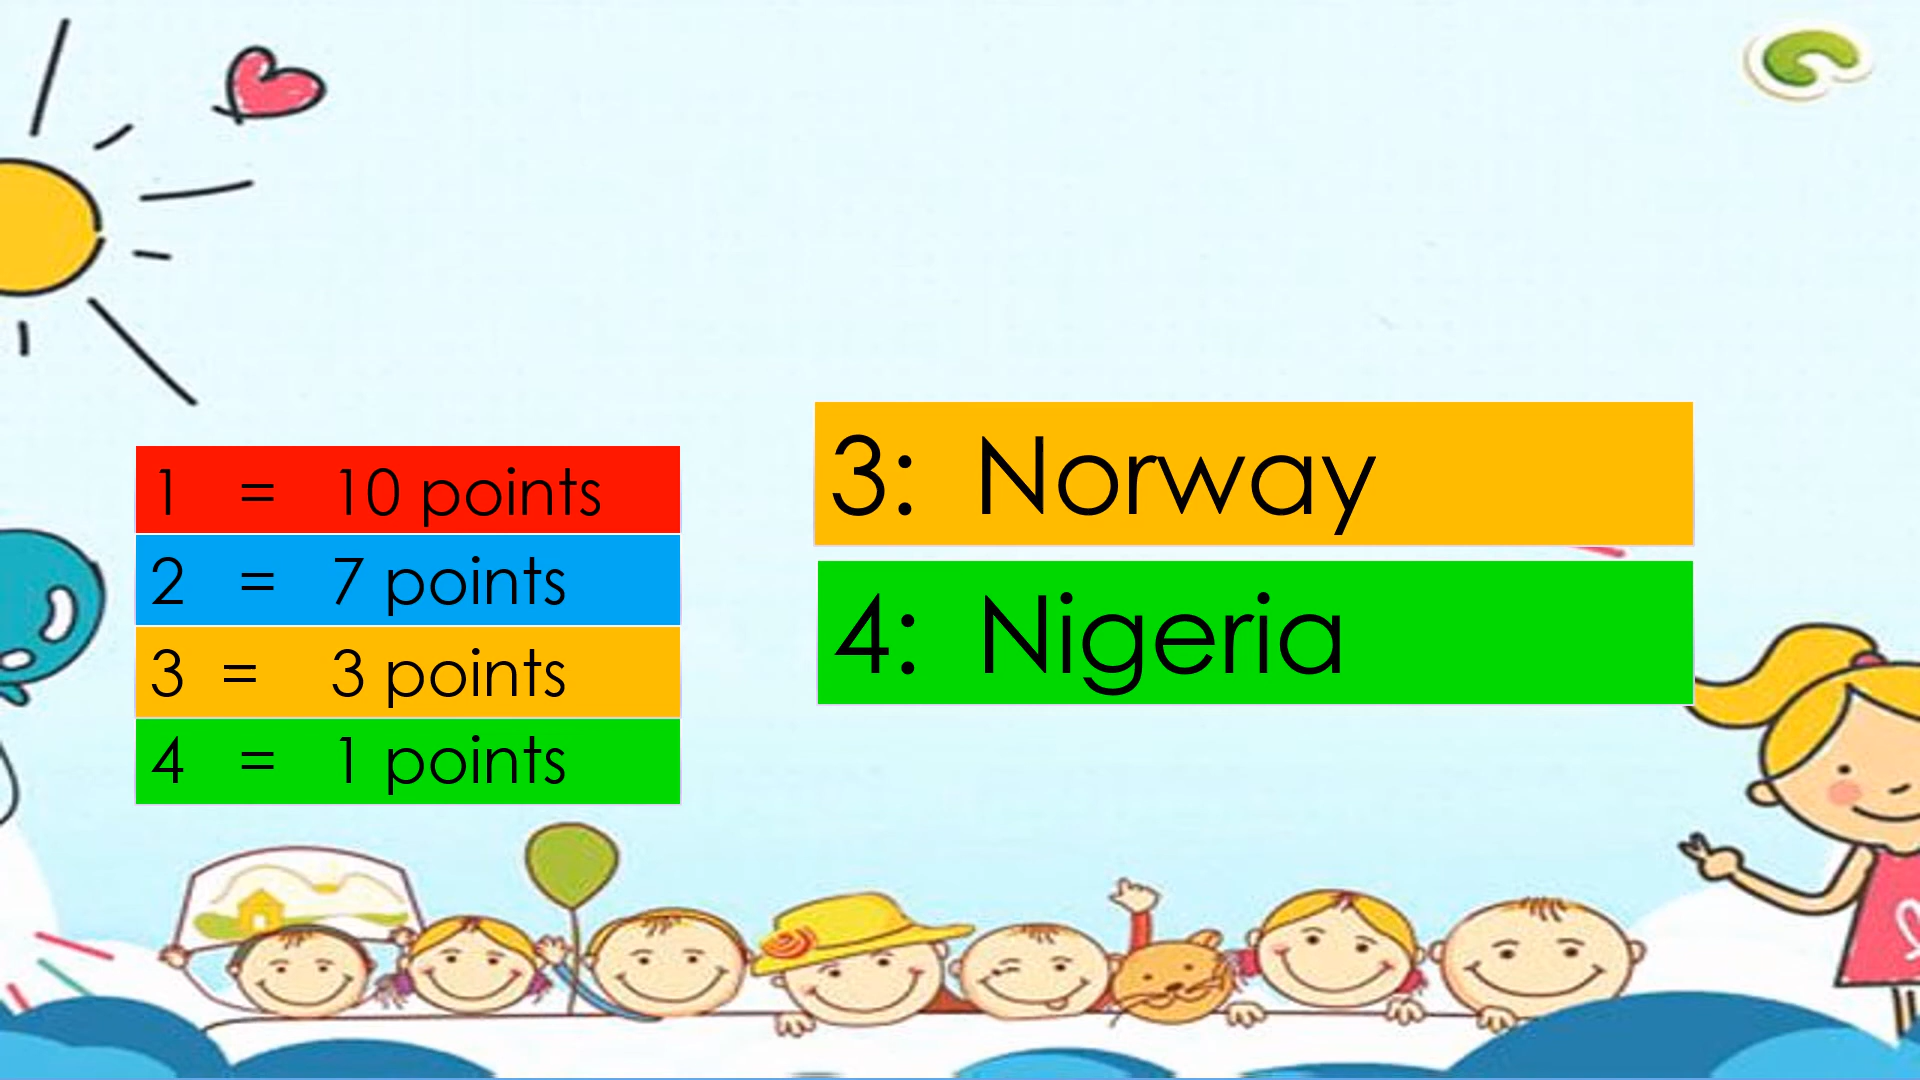 1 = 10 points
2 = 7 points
3 = 3 points
4 = 1 points
3: Norway
4: Nigeria